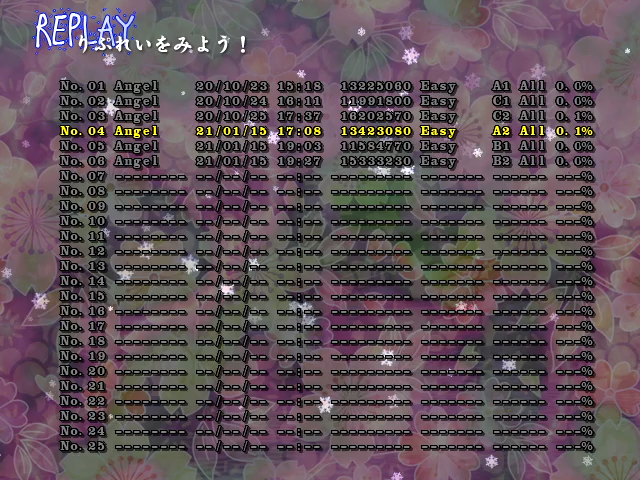 REPLAY
りぷれいをみよう！
No. 01 Angel 20/10/23 15:18 13225060 Easy A1 All 0.0%
No. 02 Angel 20/10/24 16:11 11991800 Easy C1 All 0.0%
No. 03 Angel 20/10/25 17:37 16202570 Easy C2 All 0.1%
No. 04 Angel 21/01/15 17:08 13423080 Easy A2 All 0.1%
No. 05 Angel 21/01/15 19:03 11584770 Easy B1 All 0.0%
No. 06 Angel 21/01/15 19:27 15333230 Easy B2 All 0.0%
No. 07 -------- --/--/-- --:-- --------- ------- -- --- ---%
No. 08 -------- --/--/-- --:-- --------- ------- -- --- ---%
No. 09 -------- --/--/-- --:-- --------- ------- -- --- ---%
No. 10 -------- --/--/-- --:-- --------- ------- -- --- ---%
No. 11 -------- --/--/-- --:-- --------- ------- -- --- ---%
No. 12 -------- --/--/-- --:-- --------- ------- -- --- ---%
No. 13 -------- --/--/-- --:-- --------- ------- -- --- ---%
No. 14 -------- --/--/-- --:-- --------- ------- -- --- ---%
No. 15 -------- --/--/-- --:-- --------- ------- -- --- ---%
No. 16 -------- --/--/-- --:-- --------- ------- -- --- ---%
No. 17 -------- --/--/-- --:-- --------- ------- -- --- ---%
No. 18 -------- --/--/-- --:-- --------- ------- -- --- ---%
No. 19 -------- --/--/-- --:-- --------- ------- -- --- ---%
No. 20 -------- --/--/-- --:-- --------- ------- -- --- ---%
No. 21 -------- --/--/-- --:-- --------- ------- -- --- ---%
No. 22 -------- --/--/-- --:-- --------- ------- -- --- ---%
No. 23 -------- --/--/-- --:-- --------- ------- -- --- ---%
No. 24 -------- --/--/-- --:-- --------- ------- -- --- ---%
No. 25 -------- --/--/-- --:-- --------- ------- -- --- ---%